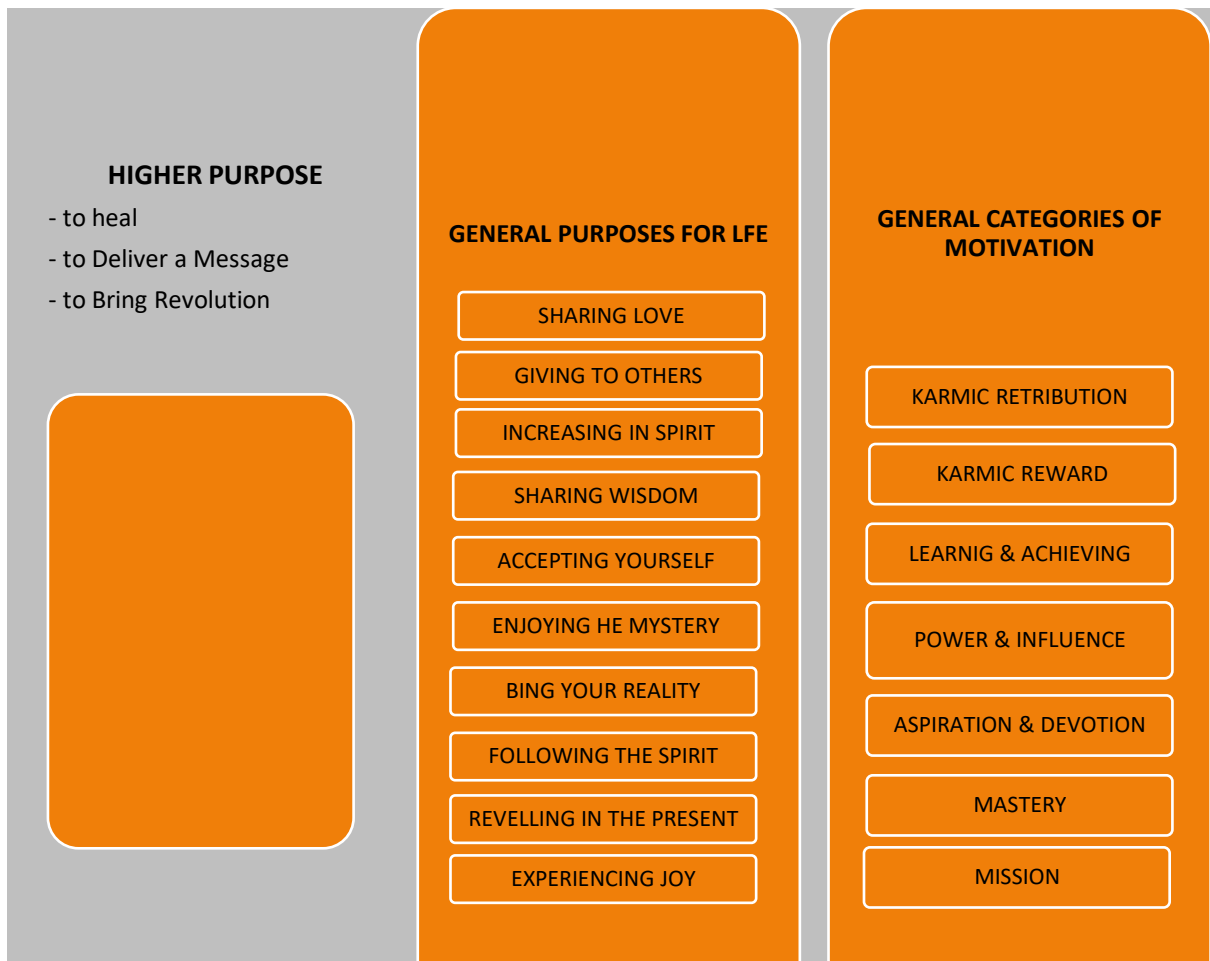 HIGHER PURPOSE
- to heal
- to Deliver a Message
- to Bring Revolution
GENERAL PURPOSES FOR LFE
SHARING LOVE
GIVING TO OTHERS
INCREASING IN SPIRIT
SHARING WISDOM
ACCEPTING YOURSELF
ENJOYING HE MYSTERY
BING YOUR REALITY
FOLLOWING THE SPIRIT
REVELLING IN THE PRESENT
EXPERIENCING JOY
GENERAL CATEGORIES OF
MOTIVATION
KARMIC RETRIBUTION
KARMIC REWARD
LEARNIG & ACHIEVING
POWER & INFLUENCE
ASPIRATION & DEVOTION
MASTERY
MISSION